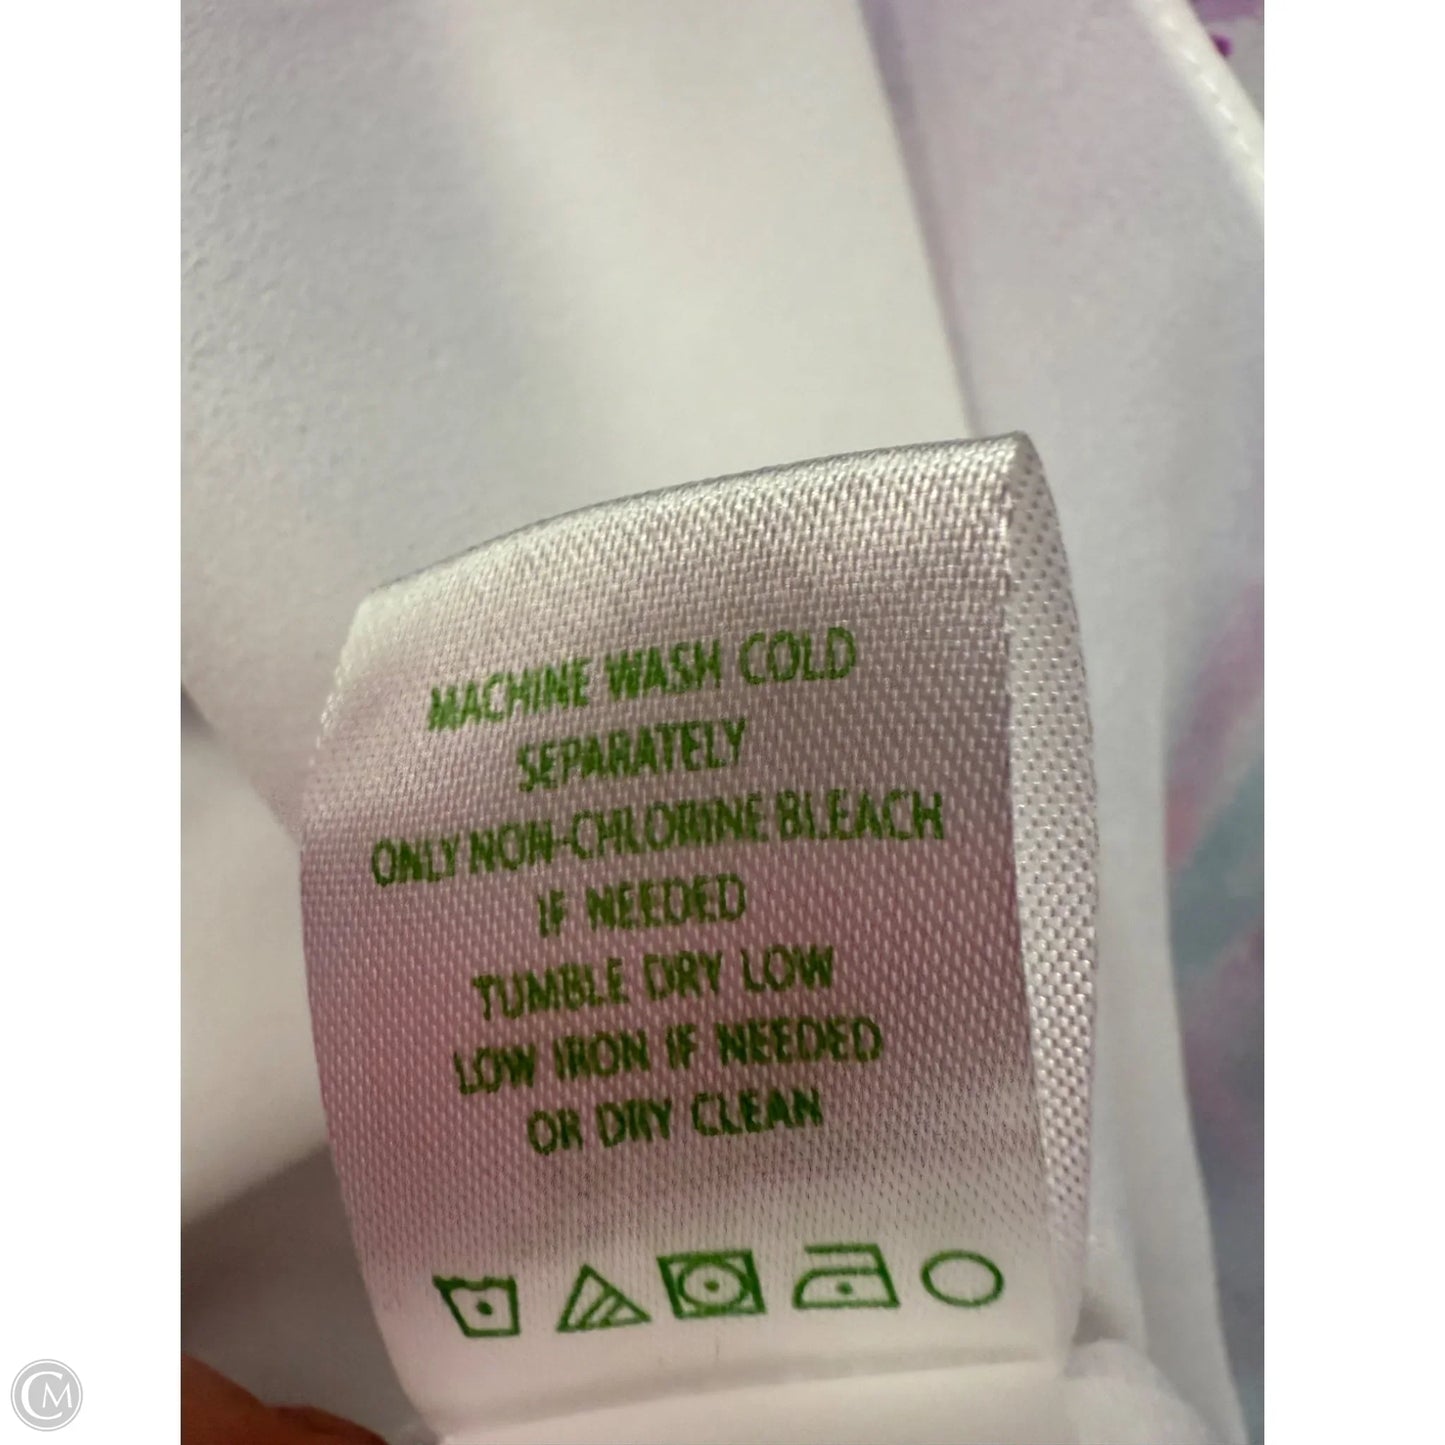 MACHINE WASH COLD
SEPARATELY
ONLY NON-CHLORINE BLEACH
IF NEEDED
TUMBLE DRY LOW
LOW IRON IF NEEDED
OR DRY CLEAN
CM